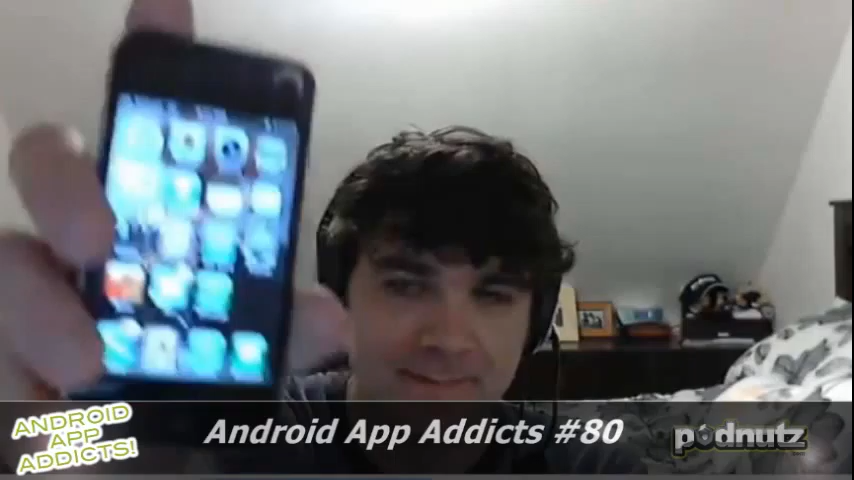 ANDROID
APP
ADDICTS!
Android App Addicts #80
podnutz